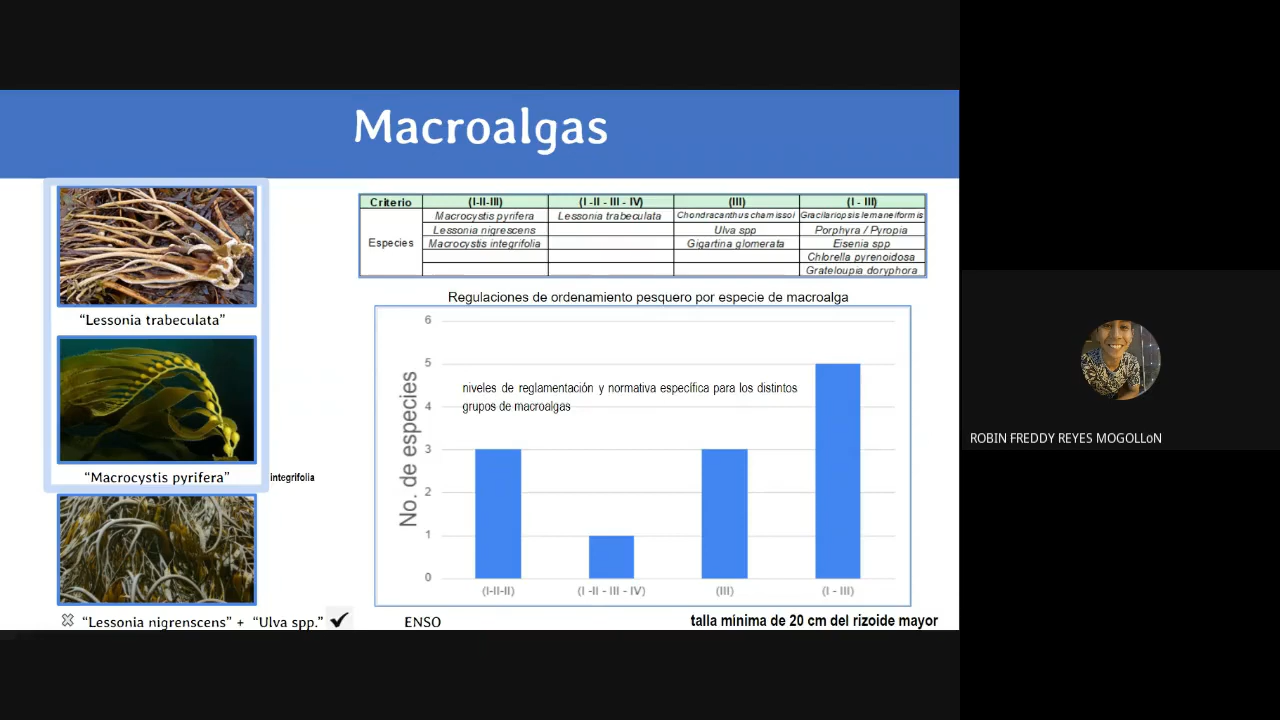 Macroalgas
Criterio (I-II-III) (I -II - III - IV) (III) (I - III)
Especies
Macrocystis pyrifera Lessonia trabeculata Chondracanthus chamissoi Gracilariopsis lemaneiformis
Lessonia nigrescens Ulva spp Porphyra / Pyropia
Macrocystis integrifolia Gigartina glomerata Eisenia spp
Chlorella pyrenoidosa
Grateloupia doryphora
"Lessonia trabeculata"
"Macrocystis pyrifera" integrifolia
"Lessonia nigrenscens" + "Ulva spp."
Regulaciones de ordenamiento pesquero por especie de macroalga
No. de especies
6
5
4
3
2
1
0
niveles de reglamentación y normativa específica para los distintos
grupos de macroalgas
(I-II-II) (I -II - III - IV) (III) (I - III)
ENSO
talla mínima de 20 cm del rizoide mayor
ROBIN FREDDY REYES MOGOLLoN